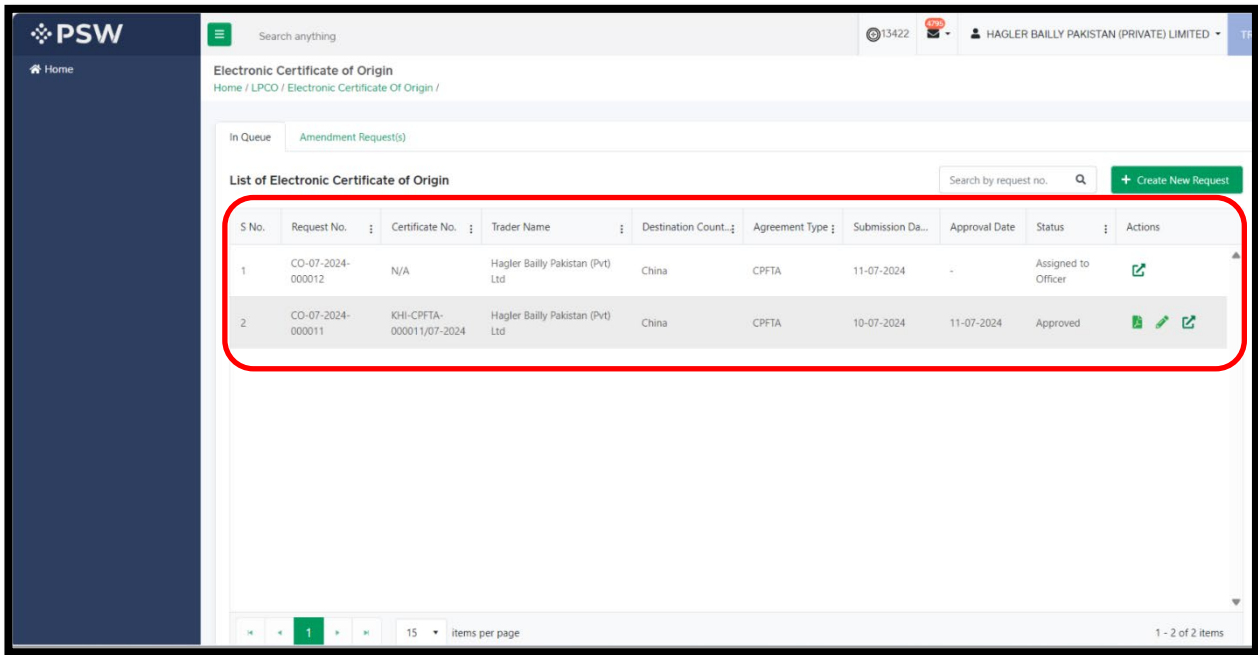 PSW
Search anything
13422
4795
HAGLER BAILLY PAKISTAN (PRIVATE) LIMITED
TR
Home
Electronic Certificate of Origin
Home / LPCO / Electronic Certificate Of Origin /
In Queue Amendment Request(s)
List of Electronic Certificate of Origin
Search by request no.
+ Create New Request
S No. Request No. Certificate No. Trader Name Destination Count... Agreement Type Submission Da... Approval Date Status Actions
1 CO-07-2024-000012 N/A Hagler Bailly Pakistan (Pvt) Ltd China CPFTA 11-07-2024 - Assigned to Officer
2 CO-07-2024-000011 KHI-CPFTA-000011/07-2024 Hagler Bailly Pakistan (Pvt) Ltd China CPFTA 10-07-2024 11-07-2024 Approved
1 15 items per page 1 - 2 of 2 items